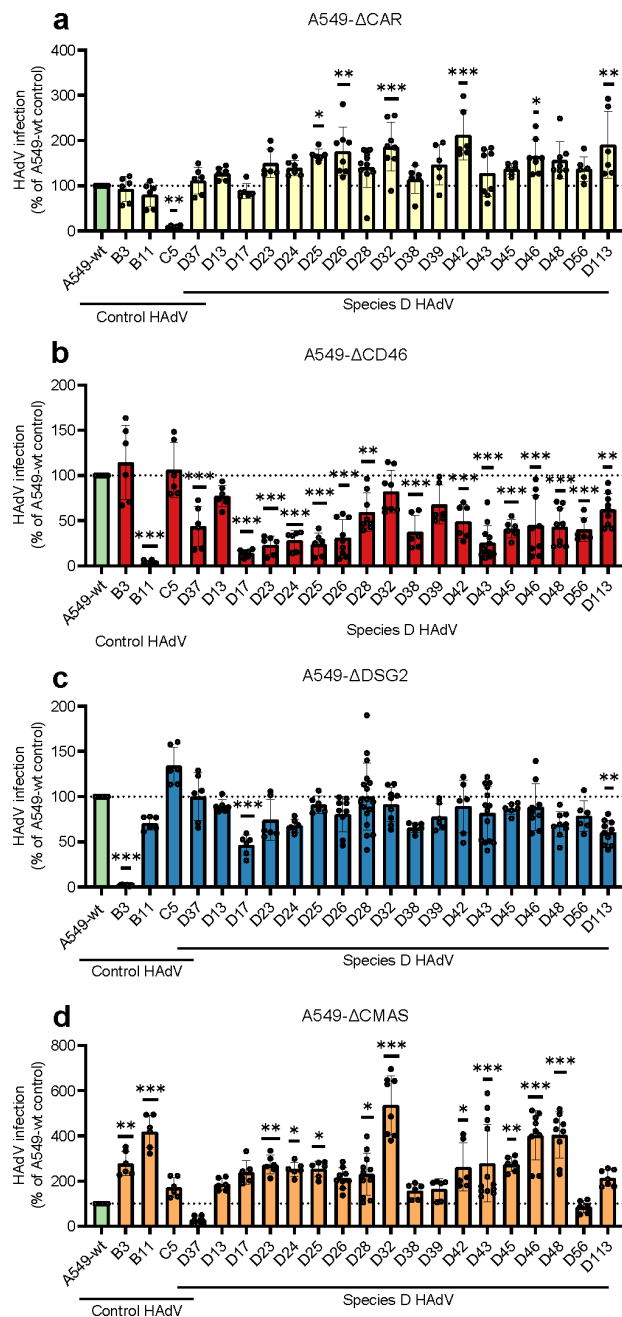 a
A549-ΔCAR
HAdV infection
(% of A549-wt control)
400
300
200
100
0
** * ** *** *** * **
A549-wt B3 B11 C5 D37 D13 D17 D23 D24 D25 D26 D28 D32 D38 D39 D42 D43 D45 D46 D48 D56 D113
Species D HAdV
Control HAdV
b
A549-ΔCD46
HAdV infection
(% of A549-wt control)
200
150
100
50
0
*** *** *** *** *** *** *** ** *** *** *** *** *** *** *** **
A549-wt B3 B11 C5 D37 D13 D17 D23 D24 D25 D26 D28 D32 D38 D39 D42 D43 D45 D46 D48 D56 D113
Species D HAdV
Control HAdV
c
A549-ΔDSG2
HAdV infection
(% of A549-wt control)
200
150
100
50
0
*** *** **
A549-wt B3 B11 C5 D37 D13 D17 D23 D24 D25 D26 D28 D32 D38 D39 D42 D43 D45 D46 D48 D56 D113
Control HAdV Species D HAdV
d
A549-ΔCMAS
HAdV infection
(% of A549-wt control)
800
600
400
200
0
** *** ** * * * *** * *** ** *** ***
A549-wt B3 B11 C5 D37 D13 D17 D23 D24 D25 D26 D28 D32 D38 D39 D42 D43 D45 D46 D48 D56 D113
Control HAdV Species D HAdV